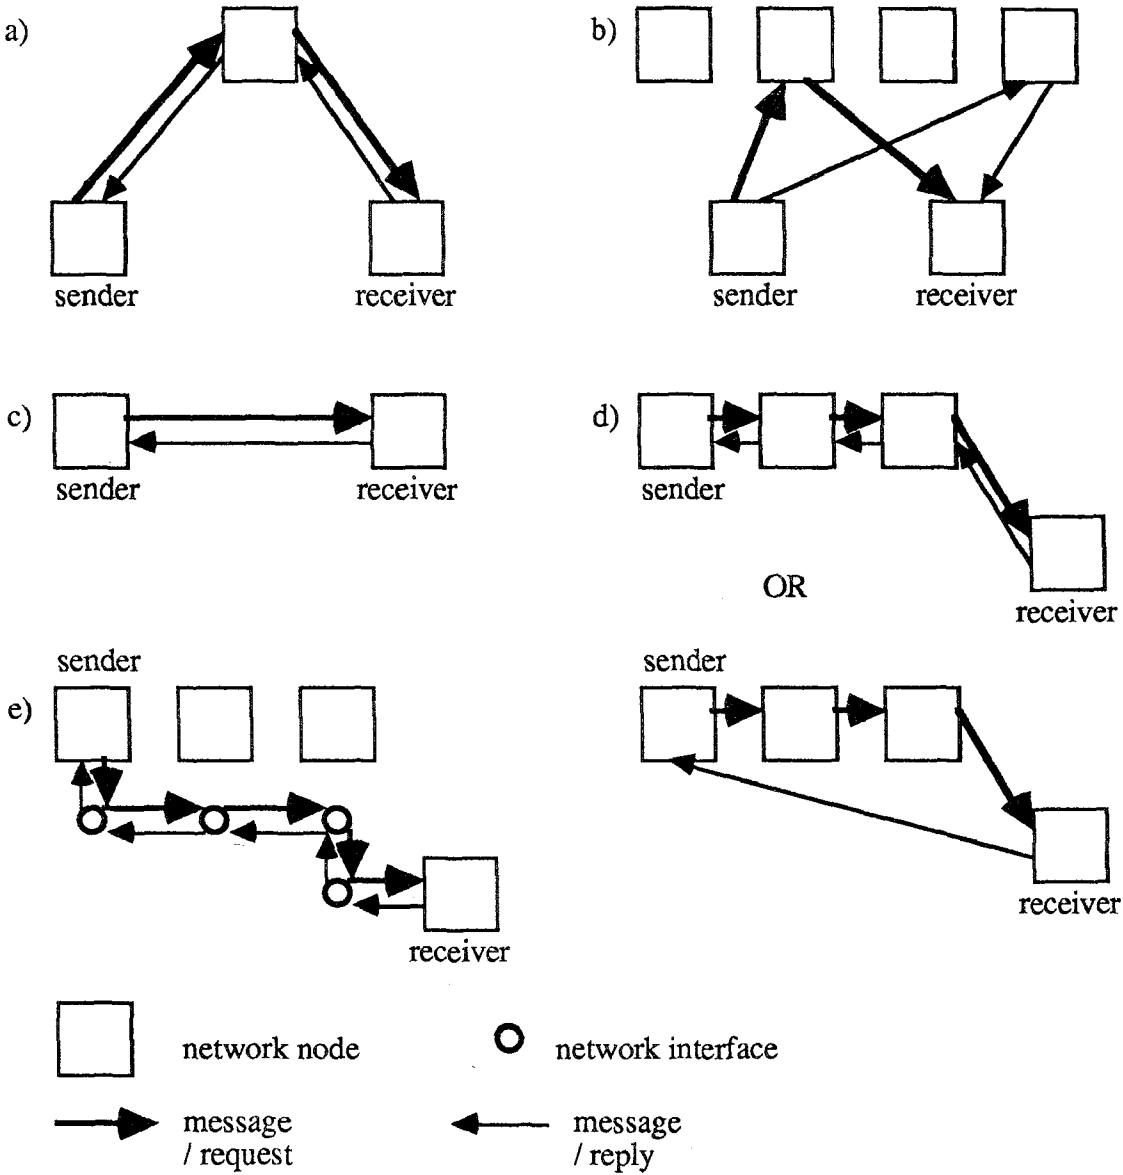 a)
b)
sender
receiver
sender
receiver
c)
d)
sender
receiver
sender
OR
receiver
sender
sender
e)
receiver
receiver
network node
network interface
message
/ request
message
/ reply